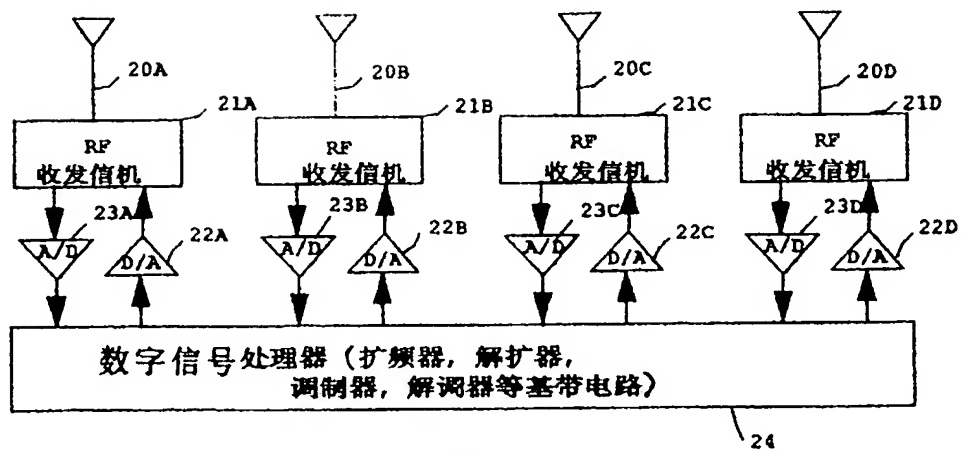 20A 20B 20C 20D
21A 21B 21C 21D
RF RF RF RF
收发信机 收发信机 收发信机 收发信机
23A 23B 23C 23D
A/D 22A A/D 22B A/D 22C A/D 22D
D/A D/A D/A D/A
数字信号处理器(扩频器,解扩器,
调制器,解调器等基带电路)
24